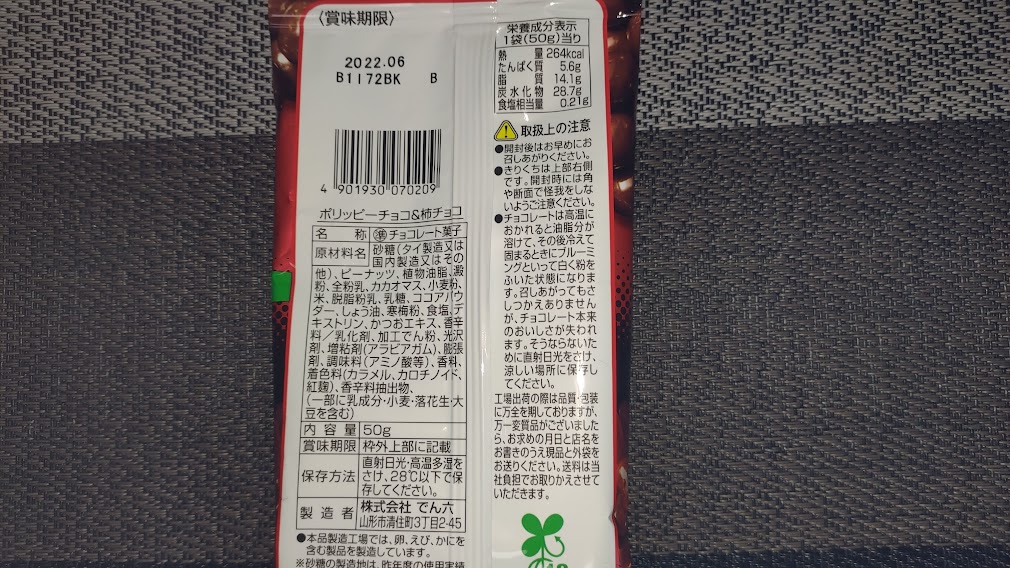 〈賞味期限〉
2022.06
B1I72BK B
4 901930 070209
ポリッピーチョコ&柿チョコ
名称 準チョコレート菓子
原材料名 砂糖(タイ製造又は
国内製造又はその
他)、ピーナッツ、植物油脂、澱
粉、全粉乳、カカオマス、小麦粉、
米、脱脂粉乳、乳糖、ココアパウ
ダー、しょう油、寒梅粉、食塩、デ
キストリン、かつおエキス、香辛
料/乳化剤、加工でん粉、光沢
剤、増粘剤(アラビアガム)、膨張
剤、調味料(アミノ酸等)、香料、
着色料(カラメル、カロチノイド、
紅麹)、香辛料抽出物、
(一部に乳成分・小麦・落花生・大
豆を含む)
内容量 50g
賞味期限 枠外上部に記載
保存方法 直射日光・高温多湿を
さけ、28℃以下で保
存してください。
製造者 株式会社 でん六
山形市清住町3丁目2-45
●本品製造工場では、卵、えび、かにを
含む製品を製造しています。
※砂糖の製造地は、昨年度の使用実績
栄養成分表示
1袋(50g)当り
熱量 264kcal
たんぱく質 5.6g
脂質 14.1g
炭水化物 28.7g
食塩相当量 0.21g
取扱上の注意
●開封後はお早めにお
召しあがりください。
●きりくちは上部右側
です。開封時には角
や断面で怪我をしな
いようご注意ください。
●チョコレートは高温に
おかれると油脂分が
溶けて、その後冷えて
固まるときにブルーミ
ングといって白く粉を
ふいた状態になりま
す。召しあがってもさ
しつかえありません
が、チョコレート本来
のおいしさが失われ
ます。そうならないた
めに直射日光をさけ、
涼しい場所に保存し
てください。
工場出荷の際は品質・包装
に万全を期しておりますが、
万一変質品がございました
ら、お求めの月日と店名を
お書きのうえ現品と外袋を
お送りください。送料は当
社負担でお取りかえさせて
いただきます。